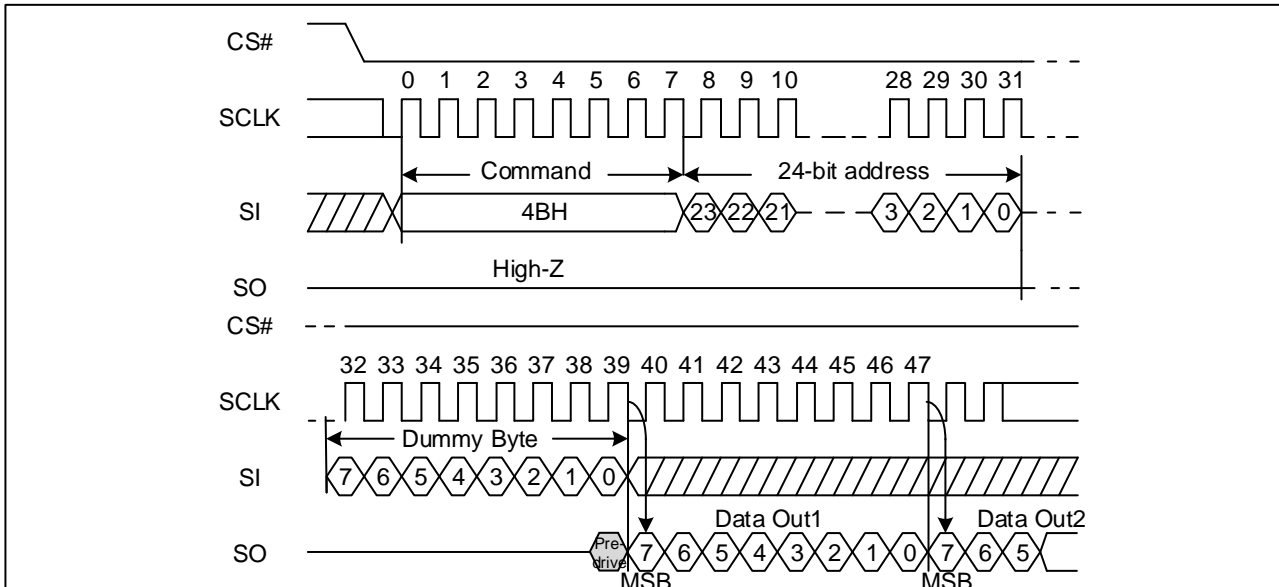 CS#
0 1 2 3 4 5 6 7 8 9 10 28 29 30 31
SCLK
Command 24-bit address
SI 4BH 23 22 21 3 2 1 0
High-Z
SO
CS#
32 33 34 35 36 37 38 39 40 41 42 43 44 45 46 47
SCLK
Dummy Byte
SI 7 6 5 4 3 2 1 0
Data Out1 Data Out2
SO Pre-drive 7 6 5 4 3 2 1 0 7 6 5
MSB MSB